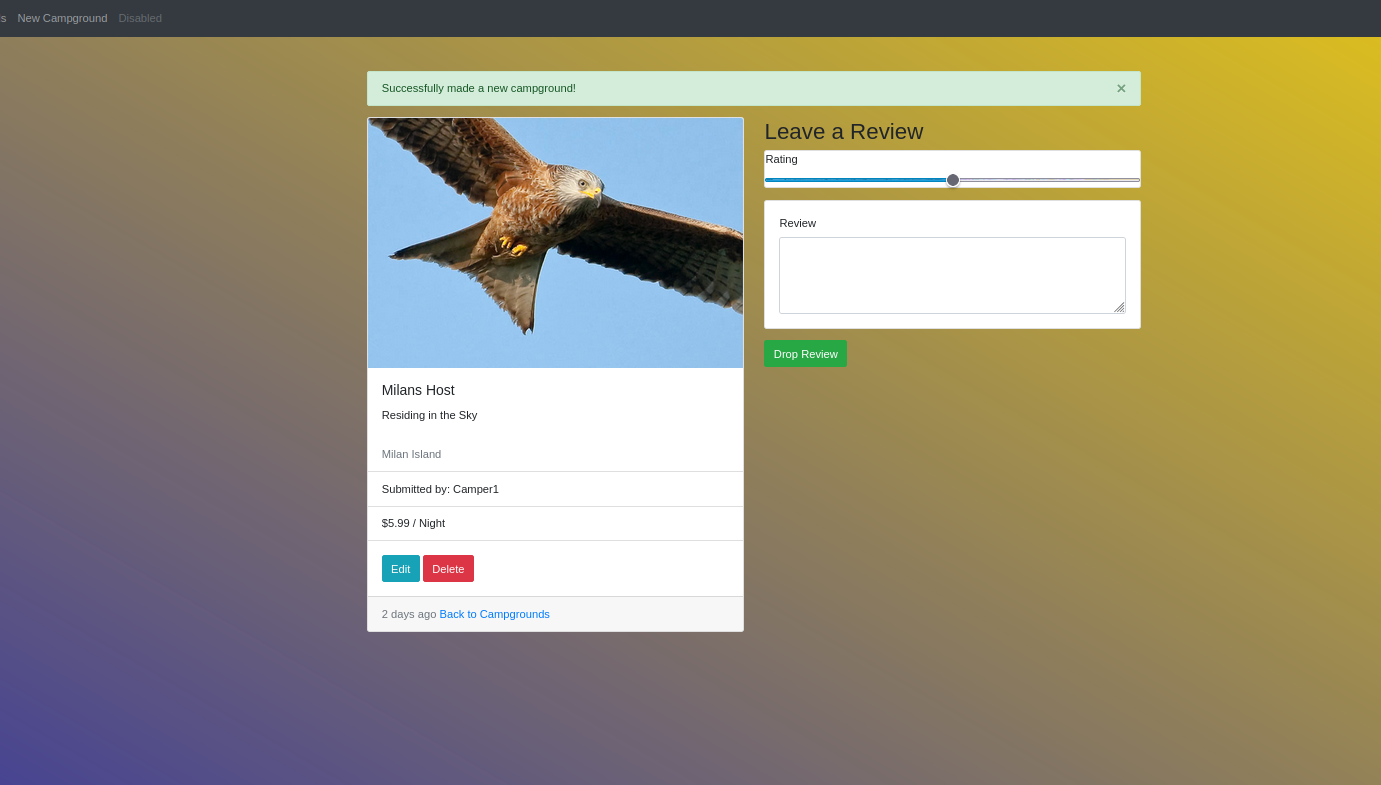 s New Campground Disabled
Successfully made a new campground! ×
Leave a Review
Rating
Review
Drop Review
Milans Host
Residing in the Sky
Milan Island
Submitted by: Camper1
$5.99 / Night
Edit Delete
2 days ago Back to Campgrounds